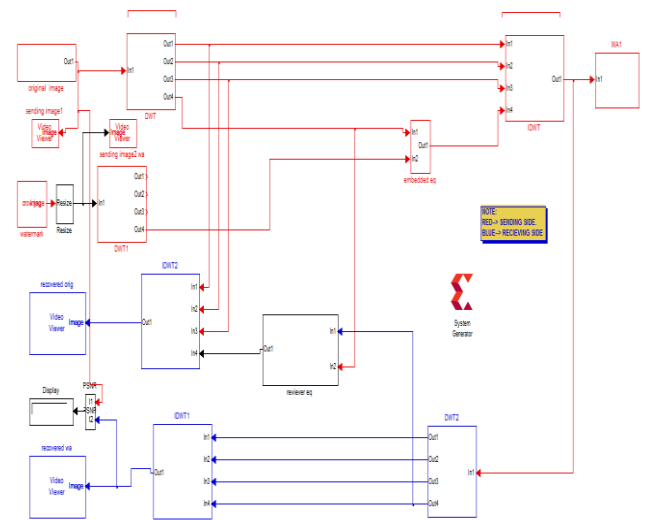 Out1
original image
In1
Out1
Out2
Out3
Out4
DWT
In1
In2
In3
In4
Out1
IDWT
WA1
In1
sending image1
Video
Viewer
Image
Video
Viewer
Image
sending image2 wa
In1
In2
Out1
embedded eq
watermark
Resize
Resize
In1
Out1
Out2
Out3
Out4
DWT1
NOTE:
RED--> SENDING SIDE.
BLUE--> RECIEVING SIDE
System
Generator
recovered orig
Video
Viewer
Image
IDWT2
In1
In2
In3
In4
Out1
Out1
In1
In2
reviever eq
Display
PSNR
I1
PSNR
I2
recovered wa
Video
Viewer
Image
IDWT1
In1
In2
In3
In4
Out1
DWT2
Out1
Out2
Out3
Out4
In1